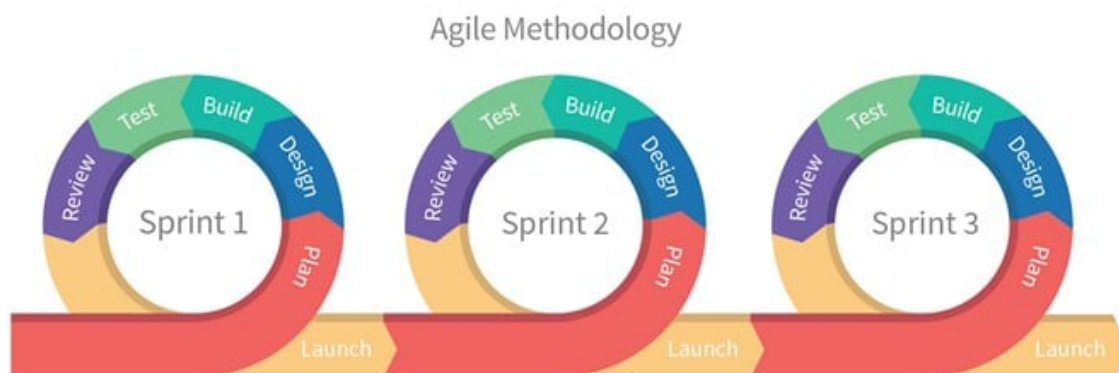 Agile Methodology
Plan
Design
Build
Test
Review
Sprint 1
Launch
Plan
Design
Build
Test
Review
Sprint 2
Launch
Plan
Design
Build
Test
Review
Sprint 3
Launch